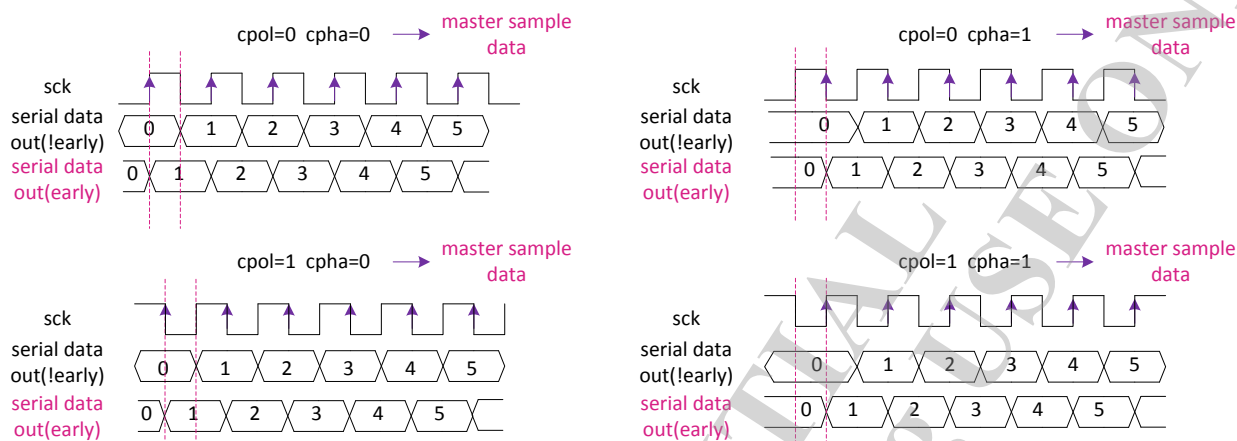 cpol=0 cpha=0
master sample
data
sck
serial data
out(!early)
0 1 2 3 4 5
serial data
out(early)
0 1 2 3 4 5
cpol=0 cpha=1
master sample
data
sck
serial data
out(!early)
0 1 2 3 4 5
serial data
out(early)
0 1 2 3 4 5
cpol=1 cpha=0
master sample
data
sck
serial data
out(!early)
0 1 2 3 4 5
serial data
out(early)
0 1 2 3 4 5
cpol=1 cpha=1
master sample
data
sck
serial data
out(!early)
0 1 2 3 4 5
serial data
out(early)
0 1 2 3 4 5
USE